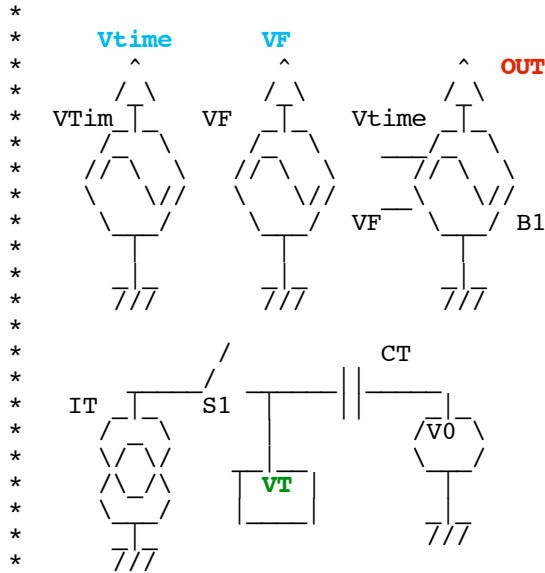 Vtime VF
OUT
VTim VF Vtime
VF B1
CT
IT S1 V0
VT